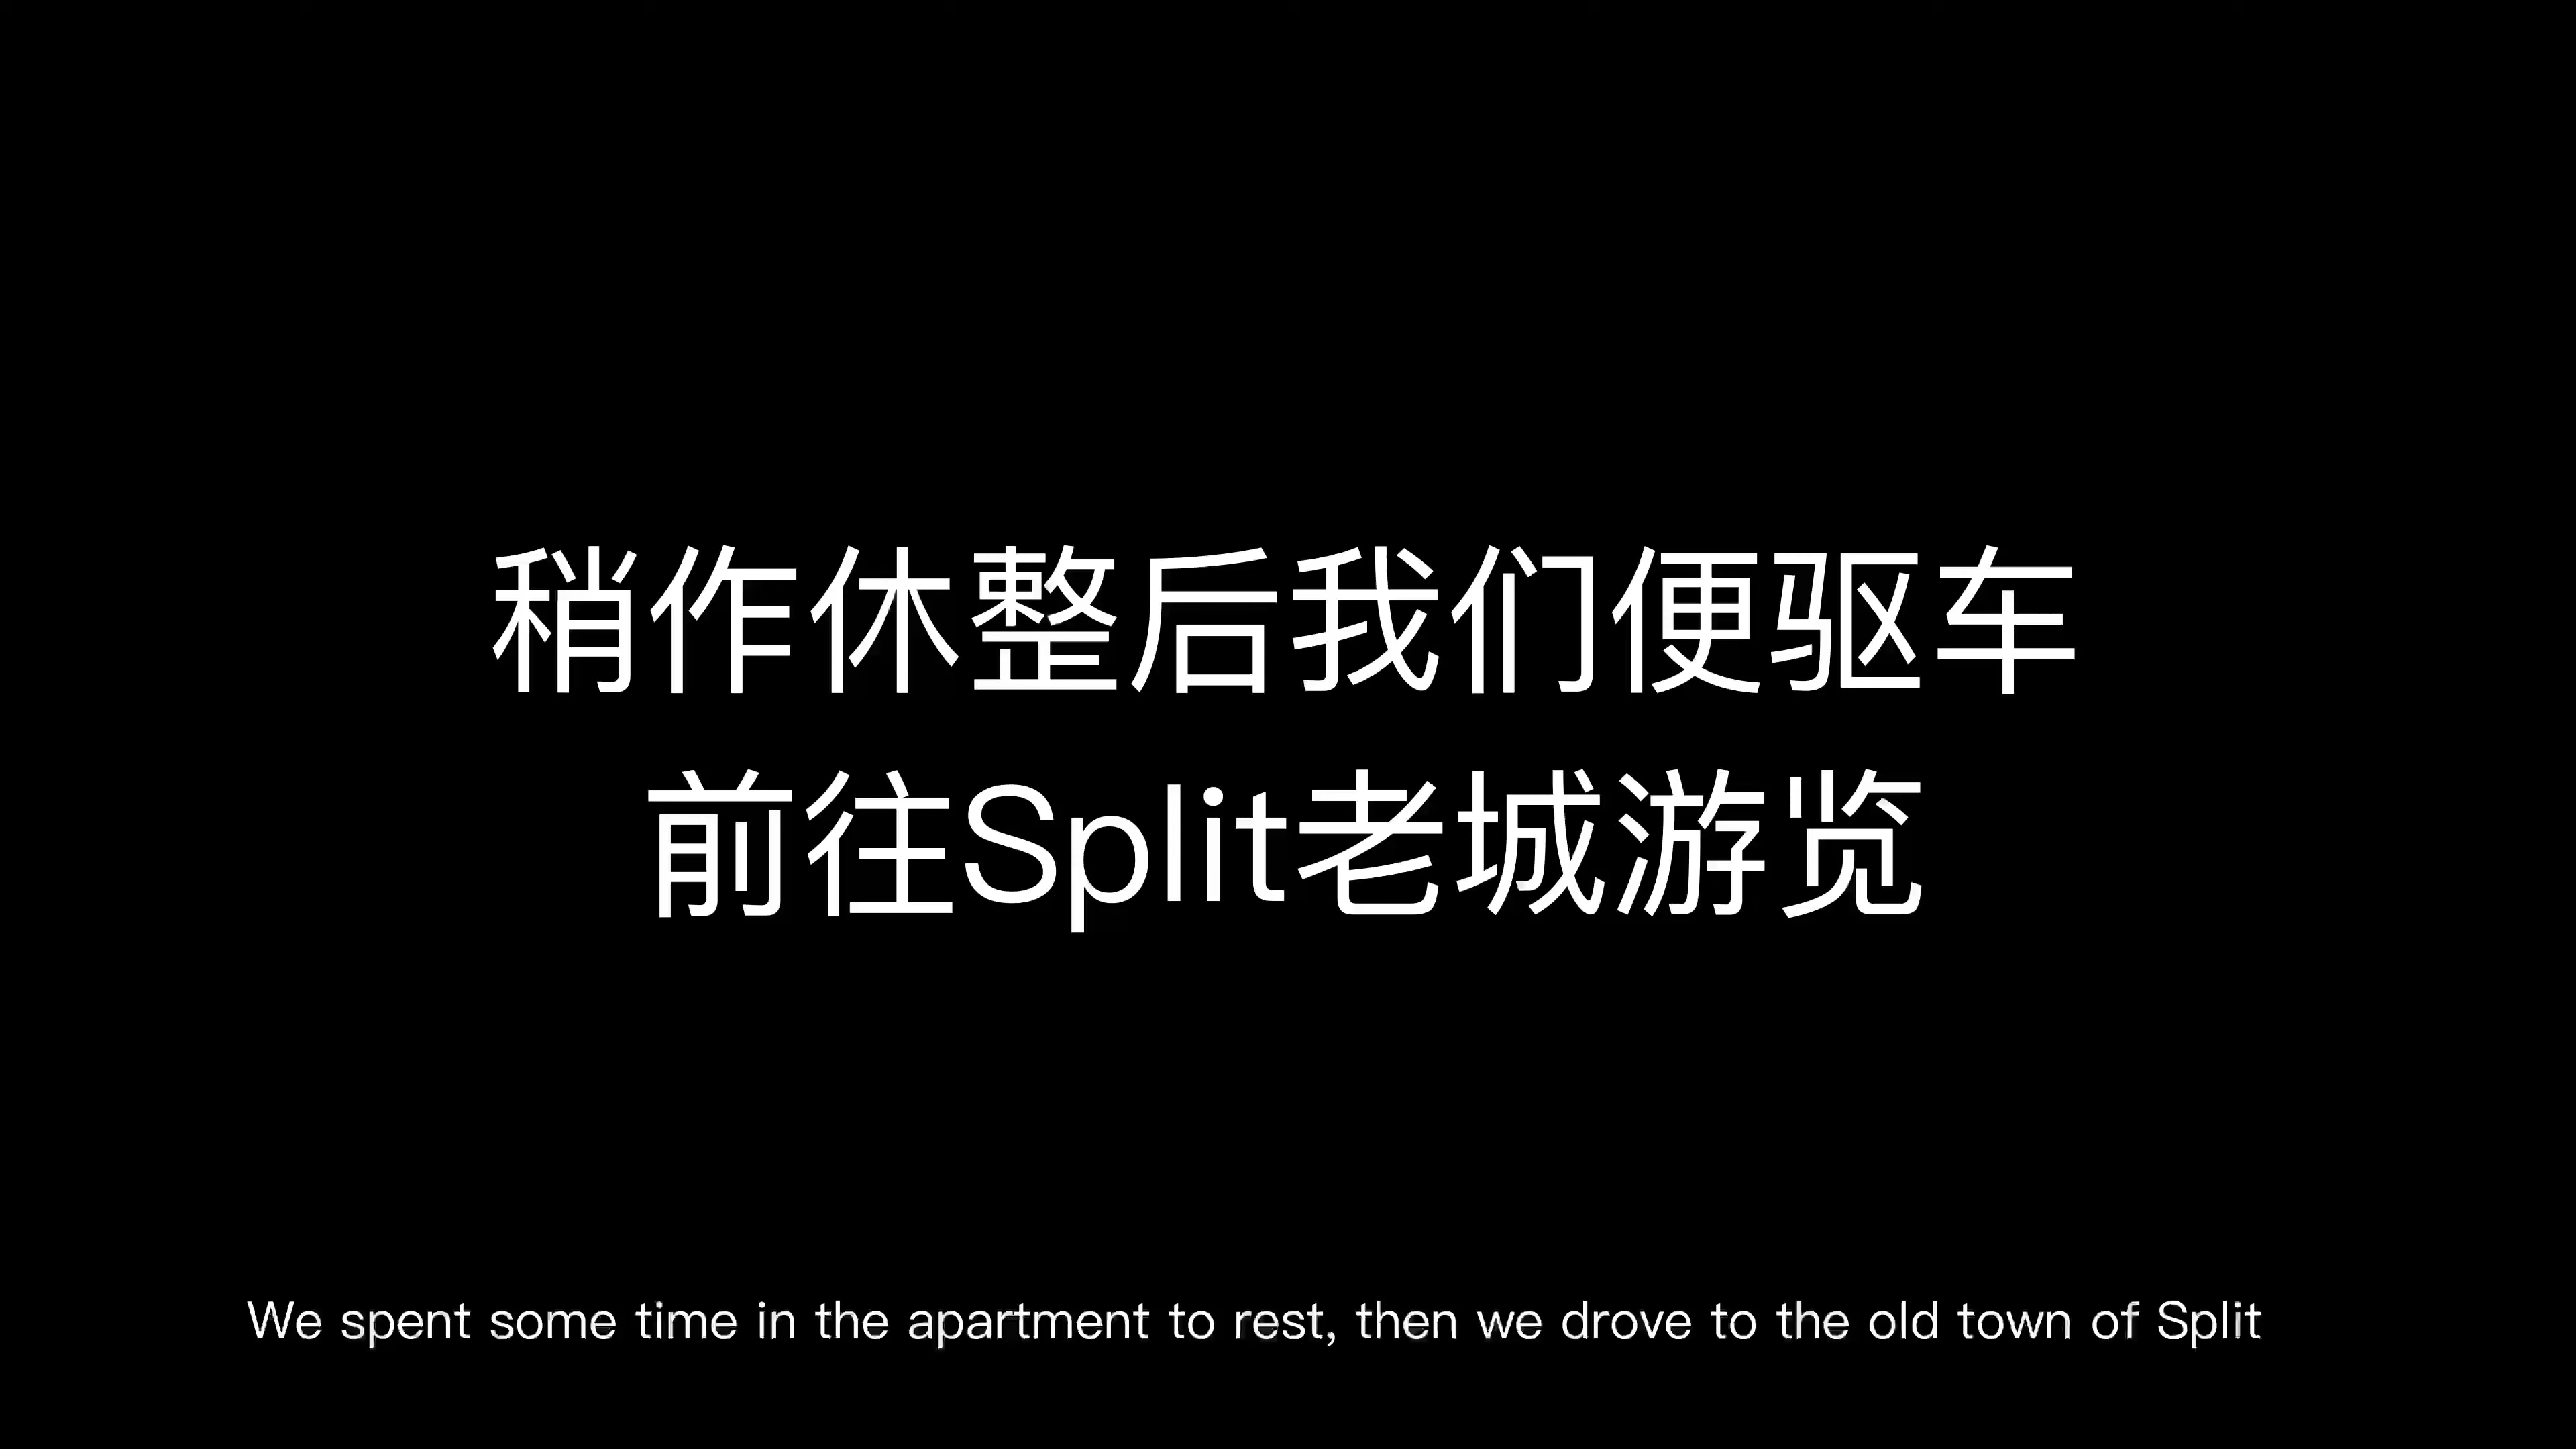 稍作休整后我们便驱车
前往Split老城游览
We spent some time in the apartment to rest, then we drove to the old town of Split